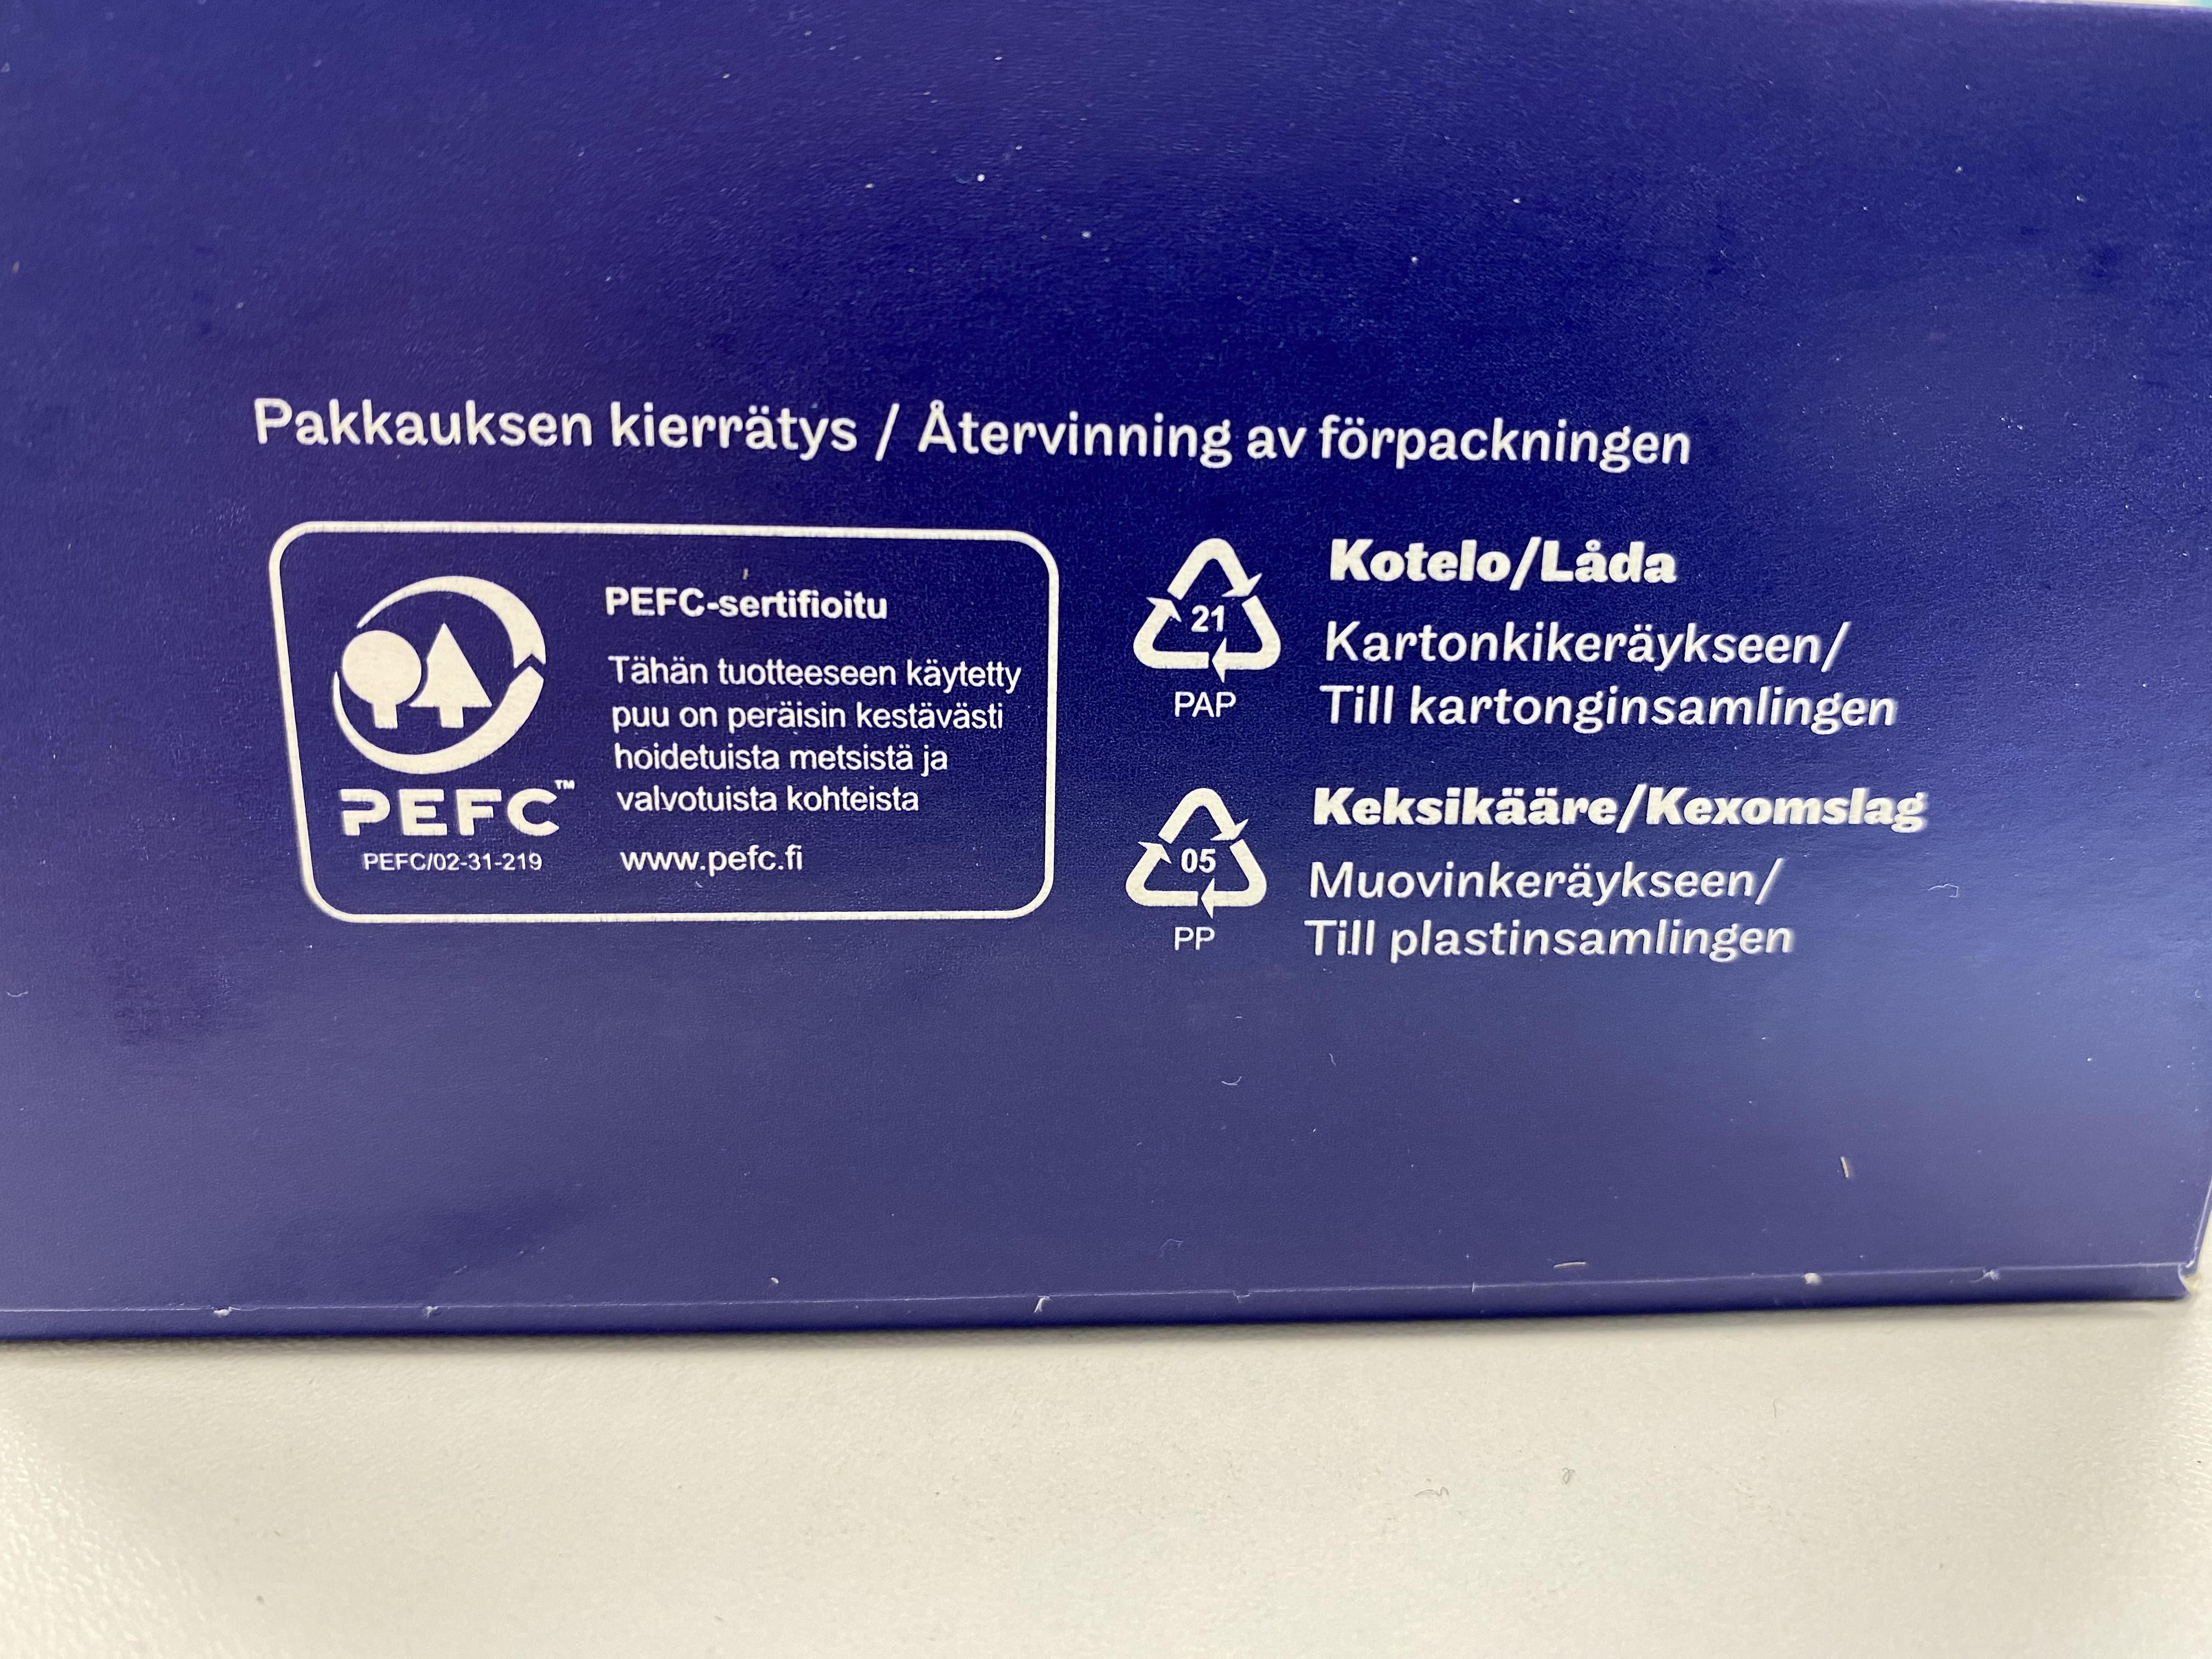 Pakkauksen kierrätys / Återvinning av förpackningen
PEFC-sertifioitu
Tähän tuotteeseen käytetty
puu on peräisin kestävästi
hoidetuista metsistä ja
valvotuista kohteista
www.pefc.fi
PEFC™
PEFC/02-31-219
21
PAP
Kotelo/Låda
Kartonkikeräykseen/
Till kartonginsamlingen
05
PP
Keksikääre/Kexomslag
Muovinkeräykseen/
Till plastinsamlingen